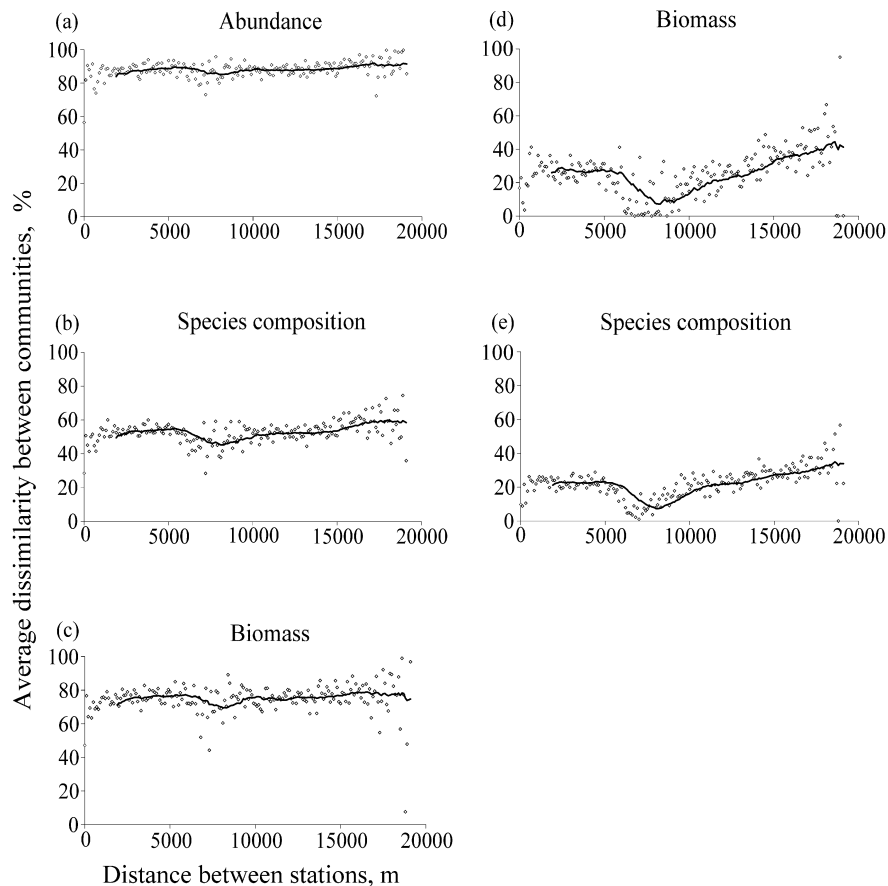 Average dissimilarity between communities, %
(a) Abundance
100
80
60
40
20
0
0 5000 10000 15000 20000
(b) Species composition
100
80
60
40
20
0
0 5000 10000 15000 20000
(c) Biomass
100
80
60
40
20
0
0 5000 10000 15000 20000
Distance between stations, m
(d) Biomass
100
80
60
40
20
0
0 5000 10000 15000 20000
(e) Species composition
100
80
60
40
20
0
0 5000 10000 15000 20000